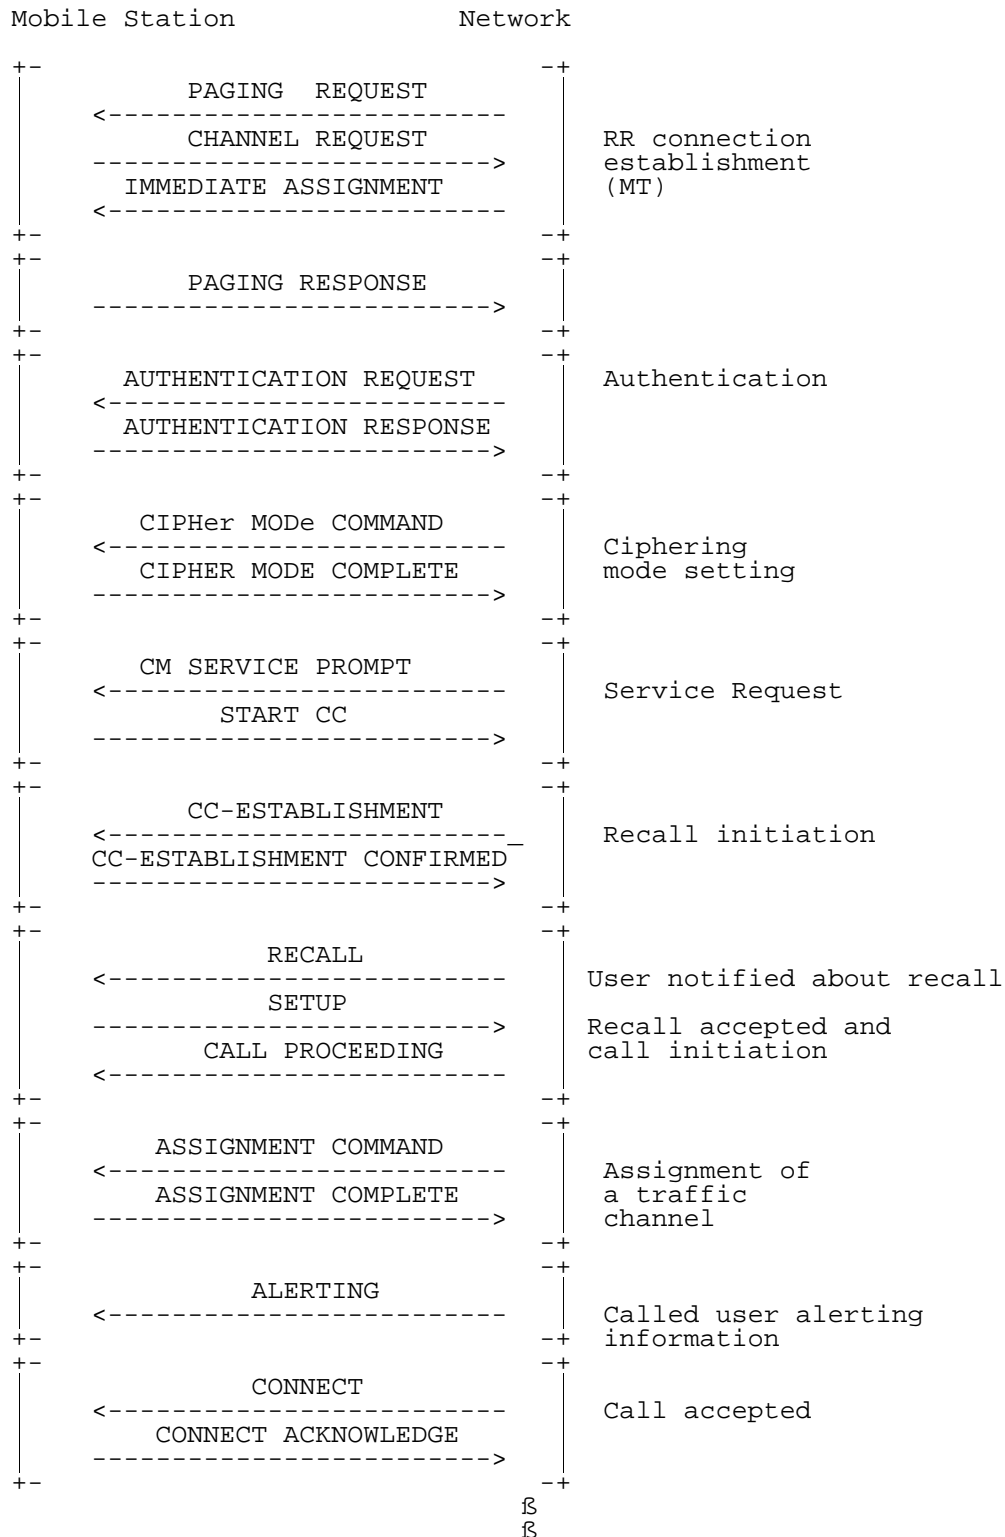 Mobile Station Network
+- -+
PAGING  REQUEST
<-------------------------
CHANNEL REQUEST RR connection
-------------------------> establishment
IMMEDIATE ASSIGNMENT (MT)
<-------------------------
+- -+
+- -+
PAGING RESPONSE
------------------------->
+- -+
+- -+
AUTHENTICATION REQUEST Authentication
<-------------------------
AUTHENTICATION RESPONSE
------------------------->
+- -+
+- -+
CIPHer MODe COMMAND
<------------------------- Ciphering
CIPHER MODE COMPLETE mode setting
------------------------->
+- -+
+- -+
CM SERVICE PROMPT
<------------------------- Service Request
START CC
------------------------->
+- -+
+- -+
CC-ESTABLISHMENT
<-------------------------_ Recall initiation
CC-ESTABLISHMENT CONFIRMED
------------------------->
+- -+
+- -+
RECALL
<------------------------- User notified about recall
SETUP
-------------------------> Recall accepted and
CALL PROCEEDING call initiation
<-------------------------
+- -+
+- -+
ASSIGNMENT COMMAND
<------------------------- Assignment of
ASSIGNMENT COMPLETE a traffic
-------------------------> channel
+- -+
+- -+
ALERTING
<------------------------- Called user alerting
+- -+ information
+- -+
CONNECT
<------------------------- Call accepted
CONNECT ACKNOWLEDGE
------------------------->
+- -+
ß
ß